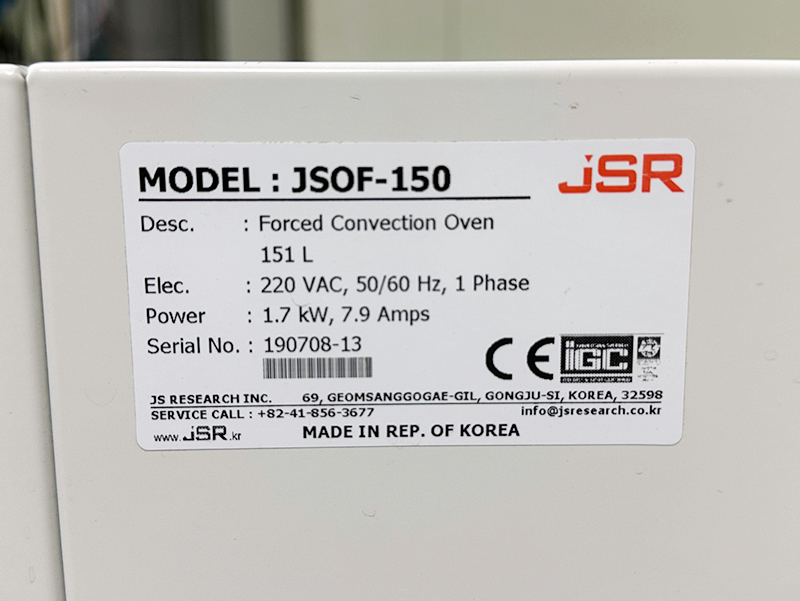 MODEL : JSOF-150
JSR
Desc. : Forced Convection Oven
151 L
Elec. : 220 VAC, 50/60 Hz, 1 Phase
Power : 1.7 kW, 7.9 Amps
Serial No. : 190708-13
CE IGC
JS RESEARCH INC. 69, GEOMSANGGOGAE-GIL, GONGJU-SI, KOREA, 32598
SERVICE CALL : +82-41-856-3677 info@jsresearch.co.kr
www.JSR.kr MADE IN REP. OF KOREA